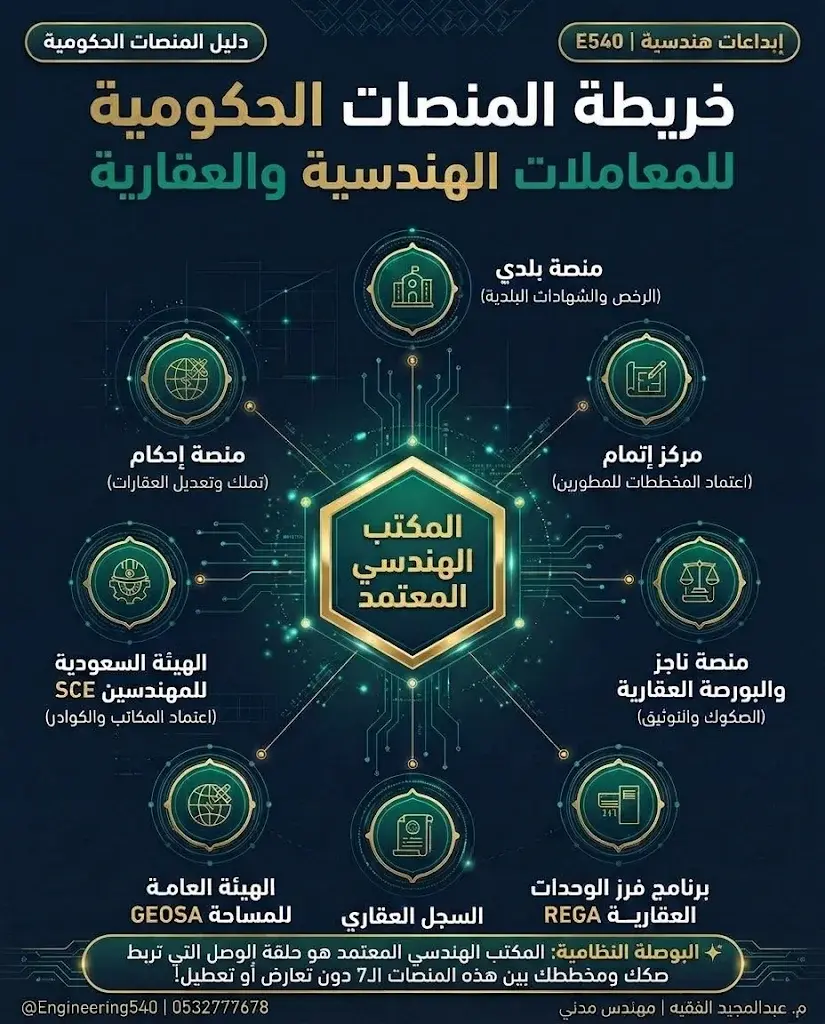 إبداعات هندسية | E540
دليل المنصات الحكومية
خريطة المنصات الحكومية
للمعاملات الهندسية والعقارية
منصة بلدي
(الرخص والشهادات البلدية)
مركز إتمام
(اعتماد المخططات للمطورين)
منصة إحكام
(تملك وتعديل العقارات)
المكتب
الهندسي
المعتمد
منصة ناجز
والبورصة العقارية
(الصكوك والتوثيق)
الهيئة السعودية
للمهندسين SCE
(اعتماد المكاتب والكوادر)
برنامج فرز الوحدات
العقاريــة REGA
السجل العقاري
الهيئة العامـة
للمساحة GEOSA
البوصلة النظامية: المكتب الهندسي المعتمد هو حلقة الوصل التي تربط
صكك ومخططك بين هذه المنصات الـ7 دون تعارض أو تعطيل!
م. عبدالمجيد الفقيه | مهندس مدني
@Engineering540 | 0532777678